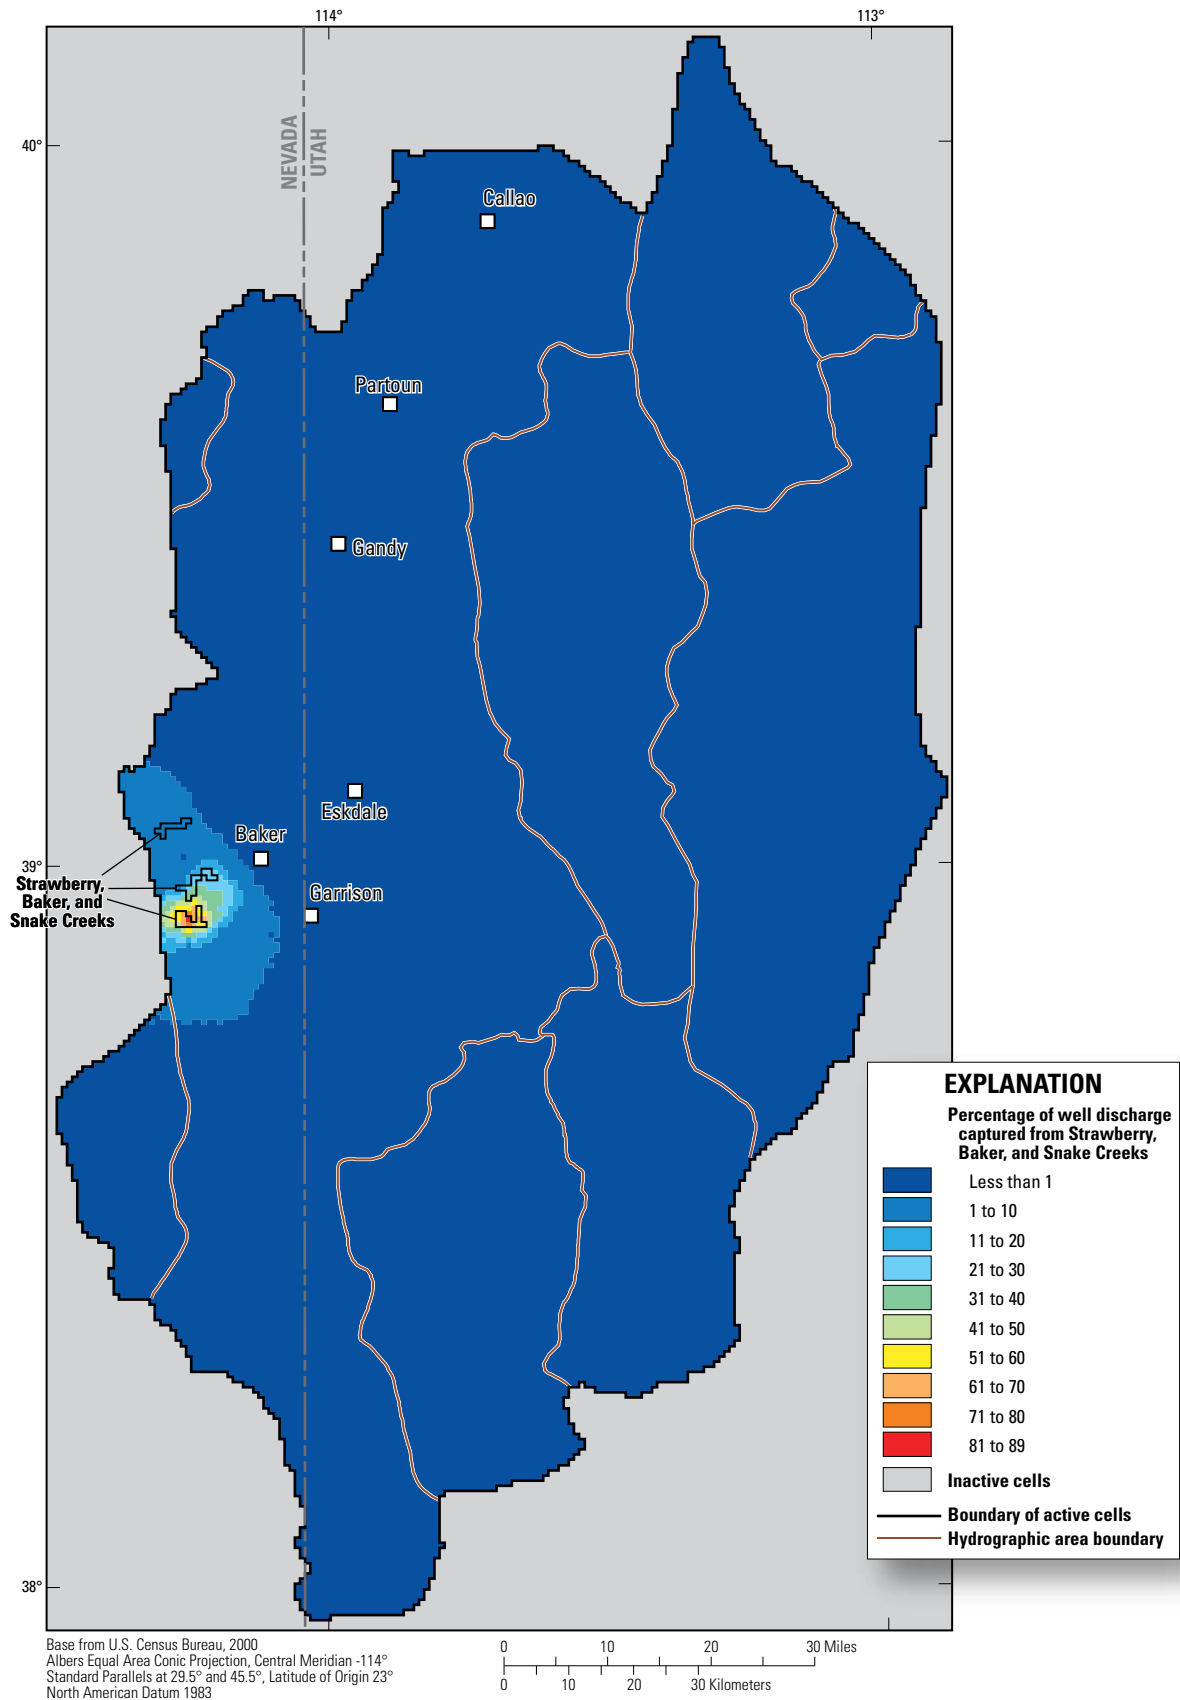 114°
113°
40°
NEVADA
UTAH
Callao
Partoun
Gandy
Eskdale
Baker
39°
Garrison
Strawberry,
Baker, and
Snake Creeks
EXPLANATION
Percentage of well discharge
captured from Strawberry,
Baker, and Snake Creeks
Less than 1
1 to 10
11 to 20
21 to 30
31 to 40
41 to 50
51 to 60
61 to 70
71 to 80
81 to 89
Inactive cells
Boundary of active cells
Hydrographic area boundary
38°
Base from U.S. Census Bureau, 2000
Albers Equal Area Conic Projection, Central Meridian -114°
Standard Parallels at 29.5° and 45.5°, Latitude of Origin 23°
North American Datum 1983
0 10 20 30 Miles
0 10 20 30 Kilometers